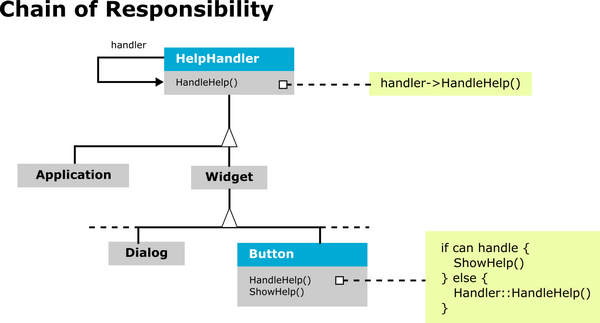 Chain of Responsibility
handler
HelpHandler
HandleHelp()
handler->HandleHelp()
Application
Widget
Dialog
Button
HandleHelp()
ShowHelp()
if can handle {
ShowHelp()
} else {
Handler::HandleHelp()
}